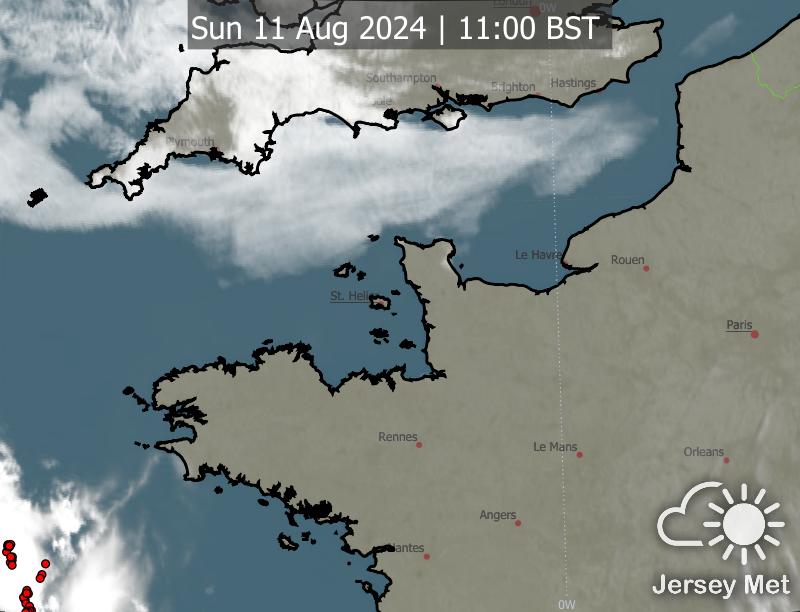 London
0W
Sun 11 Aug 2024 | 11:00 BST
Southampton
Brighton
Hastings
Plymouth
Le Havre
Rouen
St. Helier
Paris
Rennes
Le Mans
Orleans
Angers
Nantes
Jersey Met
0W